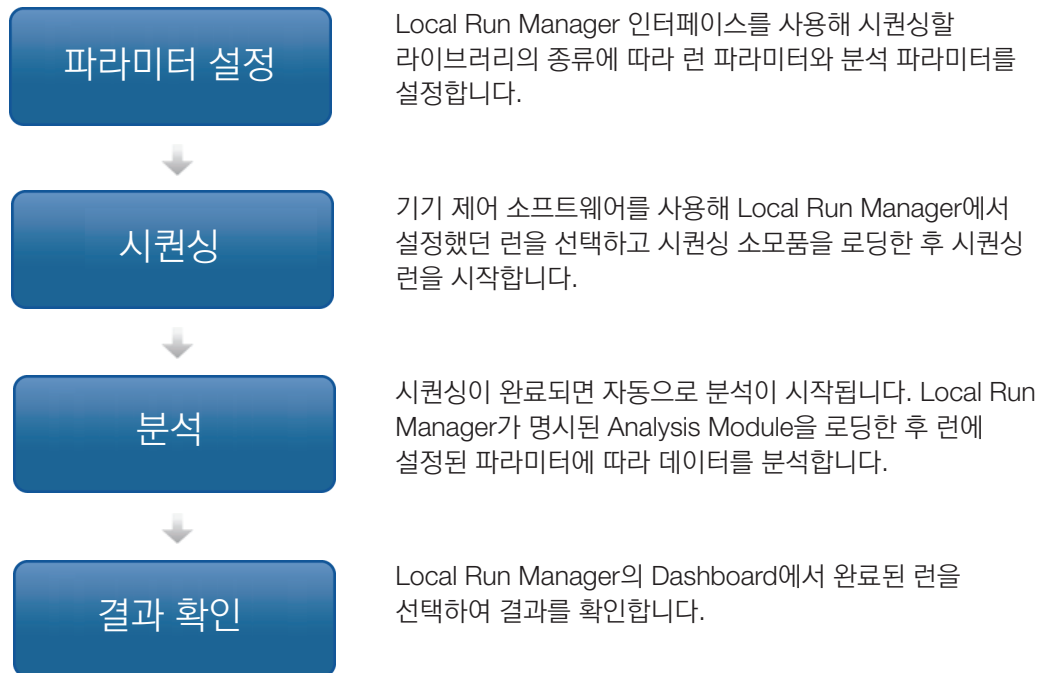 파라미터 설정
Local Run Manager 인터페이스를 사용해 시퀀싱할
라이브러리의 종류에 따라 런 파라미터와 분석 파라미터를
설정합니다.
시퀀싱
기기 제어 소프트웨어를 사용해 Local Run Manager에서
설정했던 런을 선택하고 시퀀싱 소모품을 로딩한 후 시퀀싱
런을 시작합니다.
분석
시퀀싱이 완료되면 자동으로 분석이 시작됩니다. Local Run
Manager가 명시된 Analysis Module을 로딩한 후 런에
설정된 파라미터에 따라 데이터를 분석합니다.
결과 확인
Local Run Manager의 Dashboard에서 완료된 런을
선택하여 결과를 확인합니다.